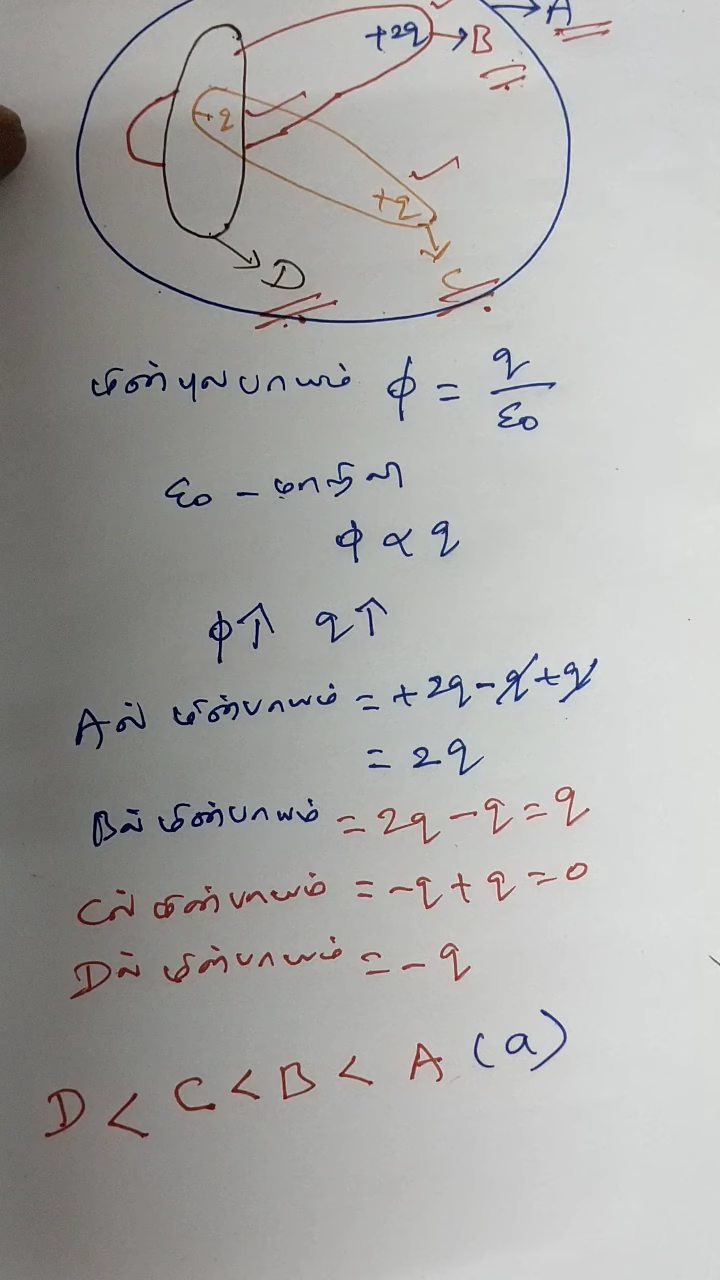 +2q → B → A
+q
+q
D
C
மின்புலபாயம் ϕ = q/ε0
ε0 - மாறிலி
ϕ ∝ q
ϕ↑ q↑
Aல் மின்பாயம் = +2q - q + q
= 2q
Bல் மின்பாயம் = 2q - q = q
Cல் மின்பாயம் = -q + q = 0
Dல் மின்பாயம் = -q
D < C < B < A (a)